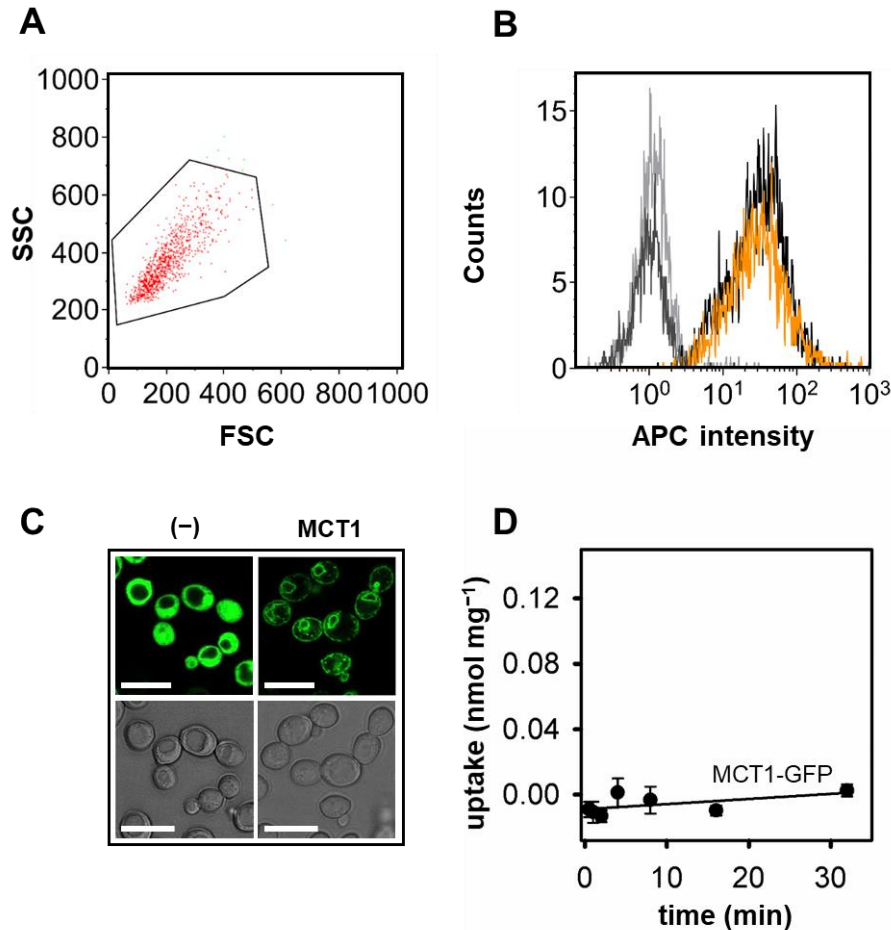 A
1000
800
600
400
200
0
SSC
0 200 400 600 800 1000
FSC
B
15
10
5
0
Counts
10⁰ 10¹ 10² 10³
APC intensity
C
(–) MCT1
D
0.12
0.08
0.04
0.00
uptake (nmol mg⁻¹)
MCT1-GFP
0 10 20 30
time (min)